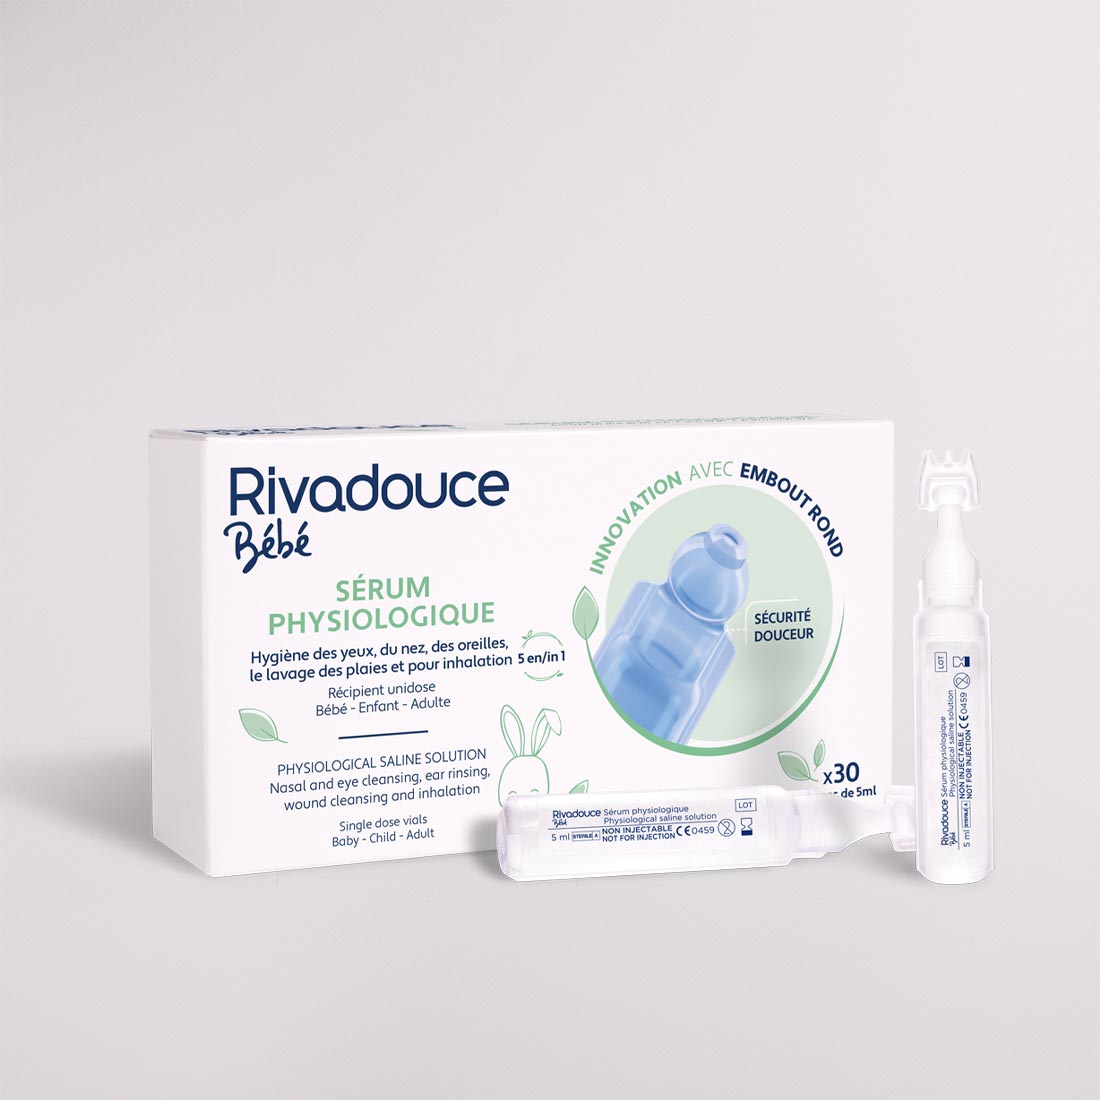 Rivadouce
Bébé
SÉRUM
PHYSIOLOGIQUE
Hygiène des yeux, du nez, des oreilles,
le lavage des plaies et pour inhalation
5 en/in 1
Récipient unidose
Bébé - Enfant - Adulte
PHYSIOLOGICAL SALINE SOLUTION
Nasal and eye cleansing, ear rinsing,
wound cleansing and inhalation
Single dose vials
Baby - Child - Adult
INNOVATION AVEC EMBOUT ROND
SÉCURITÉ
DOUCEUR
x30
de 5ml
Rivadouce
Bébé
Sérum physiologique
Physiological saline solution
LOT
5 ml STERILE A NON INJECTABLE
NOT FOR INJECTION CE0459
Rivadouce
Bébé
Sérum physiologique
Physiological saline solution
LOT
5 ml STERILE A NON INJECTABLE
NOT FOR INJECTION CE0459